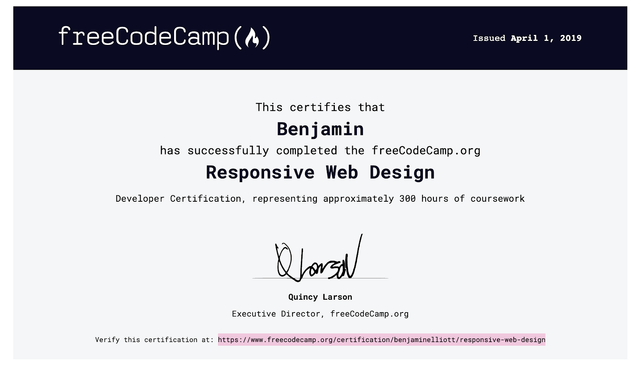 freeCodeCamp(🔥)
Issued April 1, 2019
This certifies that
Benjamin
has successfully completed the freeCodeCamp.org
Responsive Web Design
Developer Certification, representing approximately 300 hours of coursework
QLarson
Quincy Larson
Executive Director, freeCodeCamp.org
Verify this certification at: https://www.freecodecamp.org/certification/benjaminelliott/responsive-web-design